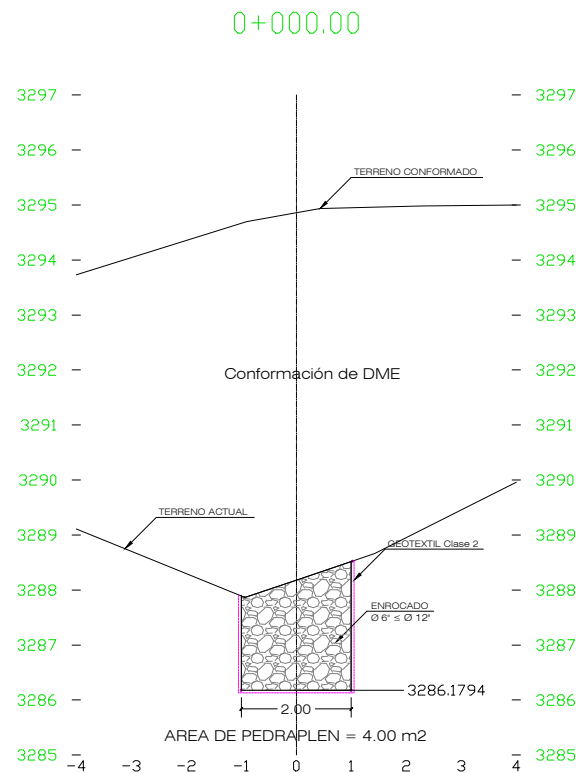 0+000.00
3297 3297
3296 3296
TERRENO CONFORMADO
3295 3295
3294 3294
3293 3293
3292 3292
Conformación de DME
3291 3291
3290 3290
TERRENO ACTUAL
3289 3289
GEOTEXTIL Clase 2
3288 3288
ENROCADO
Ø 6" ≤ Ø 12"
3287 3287
3286.1794
3286 3286
2.00
AREA DE PEDRAPLEN = 4.00 m2
3285 3285
-4 -3 -2 -1 0 1 2 3 4